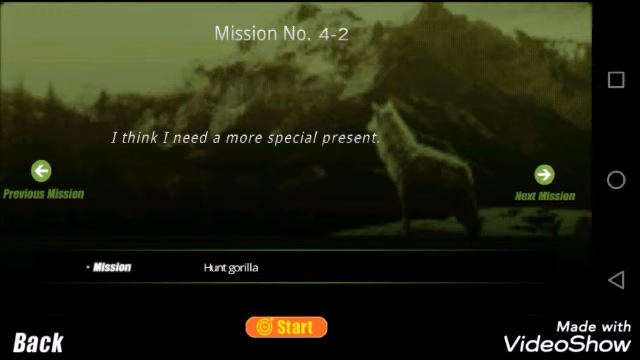 Mission No. 4-2
I think I need a more special present.
Previous Mission
Next Mission
• Mission Hunt gorilla
Start
Back
Made with
VideoShow